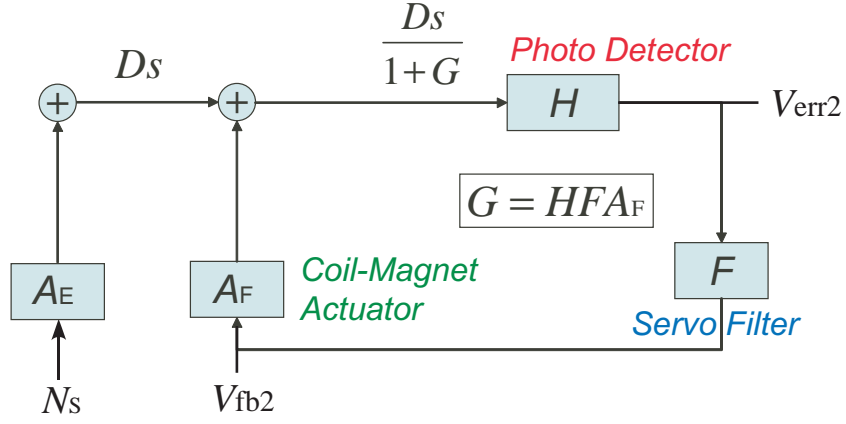 Ds
Ds
1+G
Photo Detector
+
+
H
Verr2
G = HFAF
AE
AF
Coil-Magnet
Actuator
F
Servo Filter
Ns
Vfb2